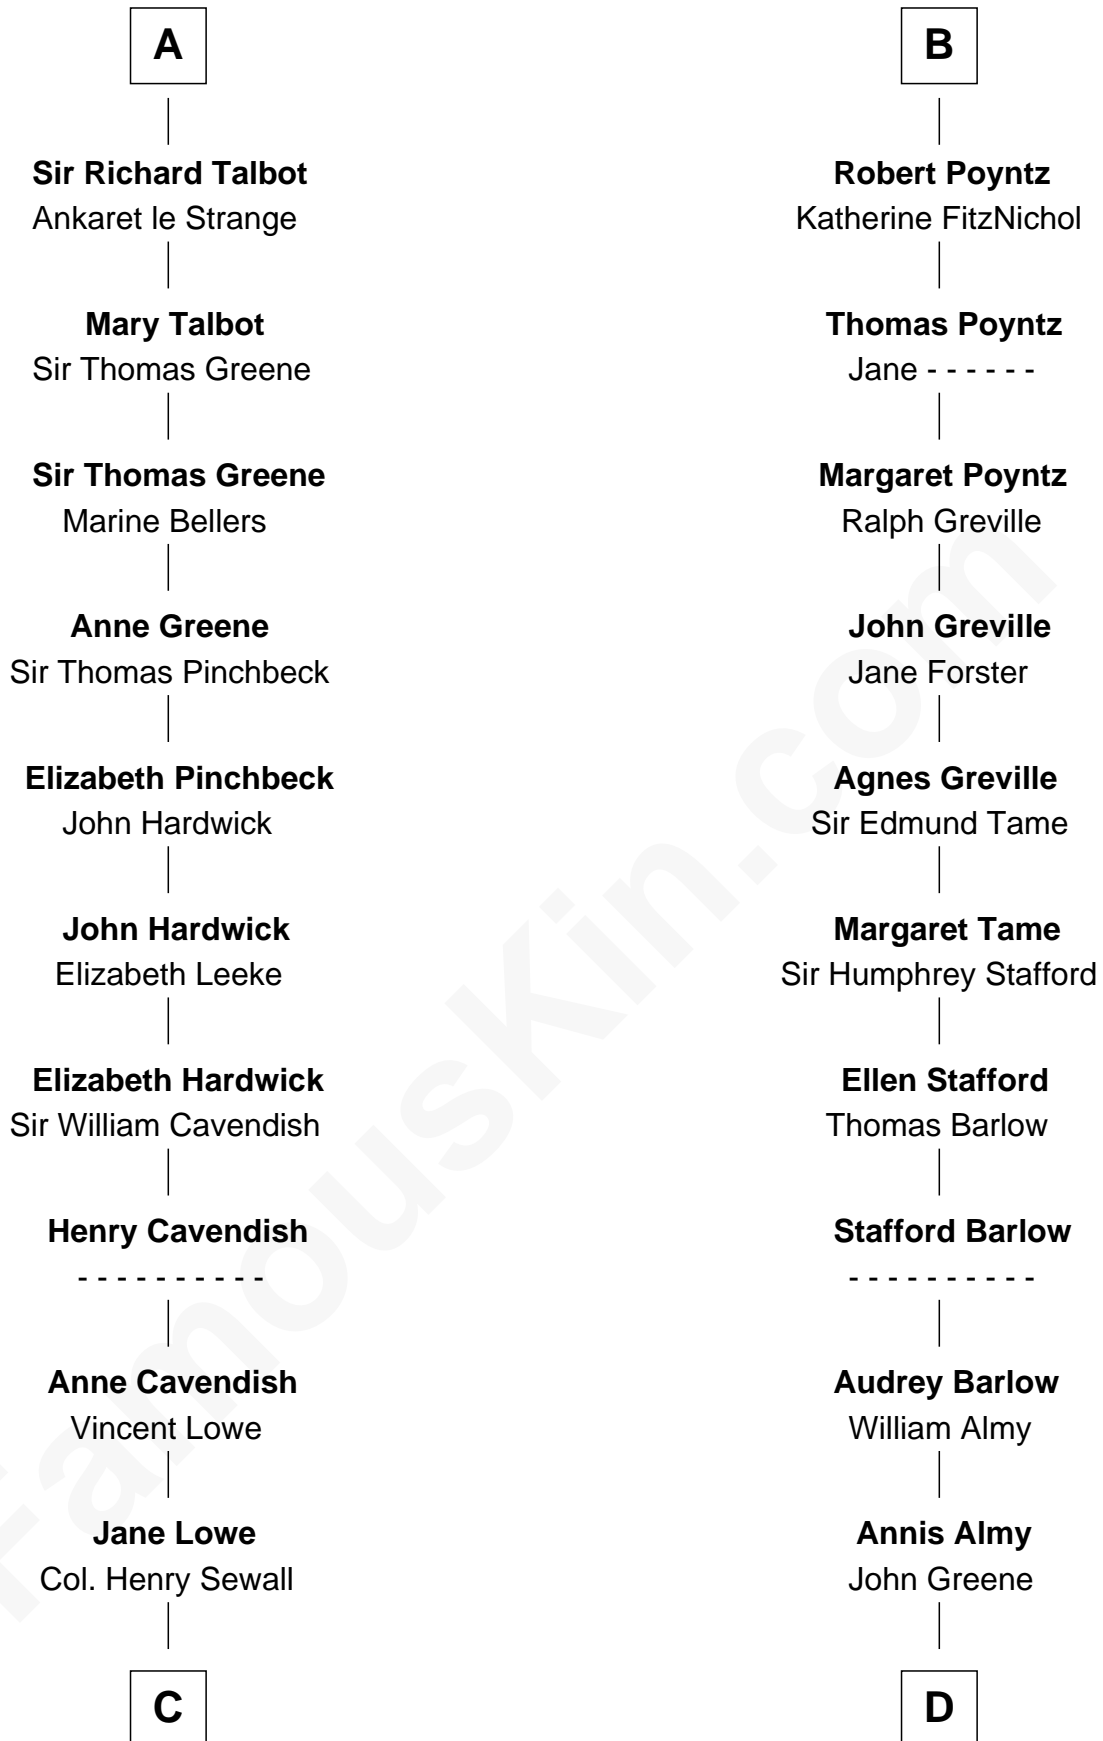 A
Sir Richard Talbot
Ankaret le Strange
Mary Talbot
Sir Thomas Greene
Sir Thomas Greene
Marine Bellers
Anne Greene
Sir Thomas Pinchbeck
Elizabeth Pinchbeck
John Hardwick
John Hardwick
Elizabeth Leeke
Elizabeth Hardwick
Sir William Cavendish
Henry Cavendish
- - - - - - - - - -
Anne Cavendish
Vincent Lowe
Jane Lowe
Col. Henry Sewall
C
B
Robert Poyntz
Katherine FitzNichol
Thomas Poyntz
Jane - - - - - -
Margaret Poyntz
Ralph Greville
John Greville
Jane Forster
Agnes Greville
Sir Edmund Tame
Margaret Tame
Sir Humphrey Stafford
Ellen Stafford
Thomas Barlow
Stafford Barlow
- - - - - - - - - -
Audrey Barlow
William Almy
Annis Almy
John Greene
D
FamousKin.com